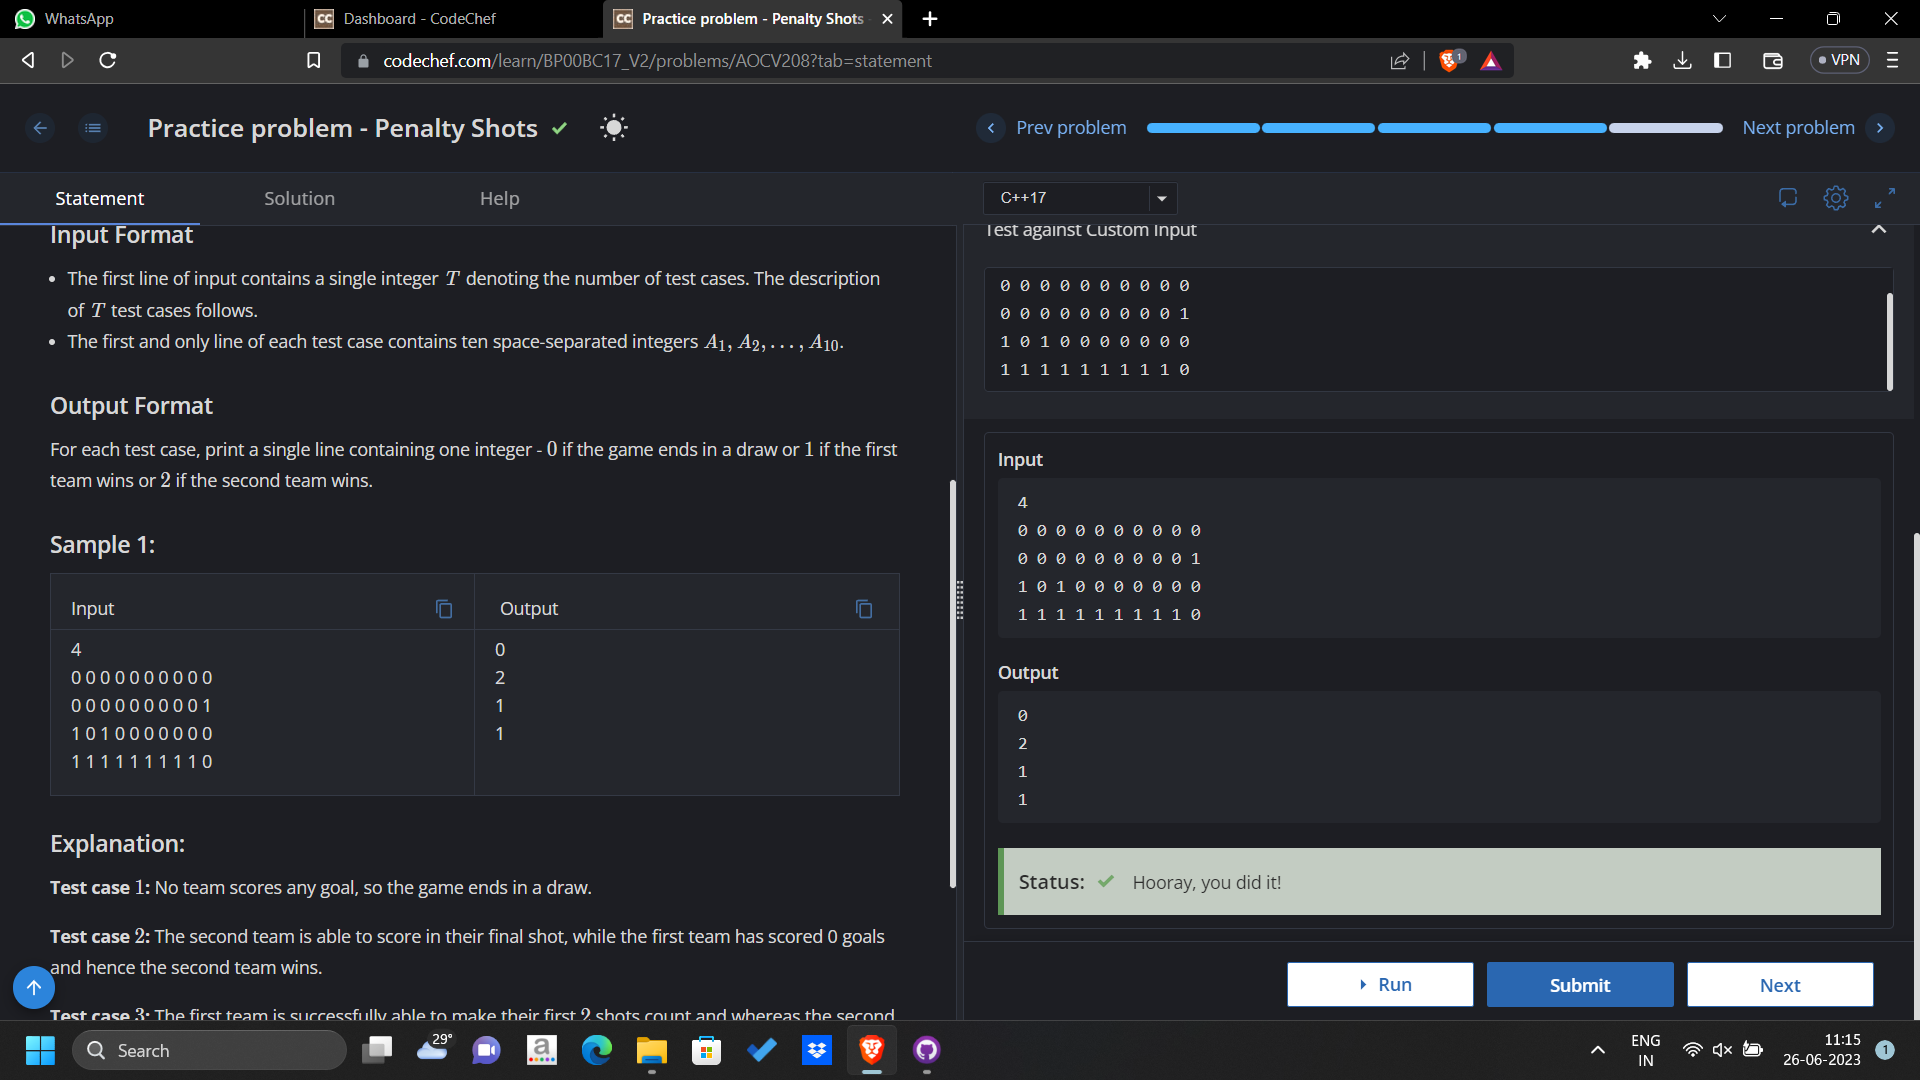 WhatsApp
CC Dashboard - CodeChef
CC Practice problem - Penalty Shots
codechef.com/learn/BP00BC17_V2/problems/AOCV208?tab=statement
1
VPN
Practice problem - Penalty Shots
Prev problem
Next problem
Statement
Solution
Help
C++17
Input Format
• The first line of input contains a single integer T denoting the number of test cases. The description
of T test cases follows.
• The first and only line of each test case contains ten space-separated integers A1, A2, . . . , A10.
Output Format
For each test case, print a single line containing one integer - 0 if the game ends in a draw or 1 if the first
team wins or 2 if the second team wins.
Sample 1:
Input
Output
4
0 0 0 0 0 0 0 0 0 0
0 0 0 0 0 0 0 0 0 1
1 0 1 0 0 0 0 0 0 0
1 1 1 1 1 1 1 1 1 0
0
2
1
1
Explanation:
Test case 1: No team scores any goal, so the game ends in a draw.
Test case 2: The second team is able to score in their final shot, while the first team has scored 0 goals
and hence the second team wins.
Test case 3: The first team is successfully able to make their first 2 shots count and whereas the second
Test against Custom Input
0 0 0 0 0 0 0 0 0 0
0 0 0 0 0 0 0 0 0 1
1 0 1 0 0 0 0 0 0 0
1 1 1 1 1 1 1 1 1 0
Input
4
0 0 0 0 0 0 0 0 0 0
0 0 0 0 0 0 0 0 0 1
1 0 1 0 0 0 0 0 0 0
1 1 1 1 1 1 1 1 1 0
Output
0
2
1
1
Status: Hooray, you did it!
Run
Submit
Next
Search
29°
a
ENG
IN
11:15
26-06-2023
1